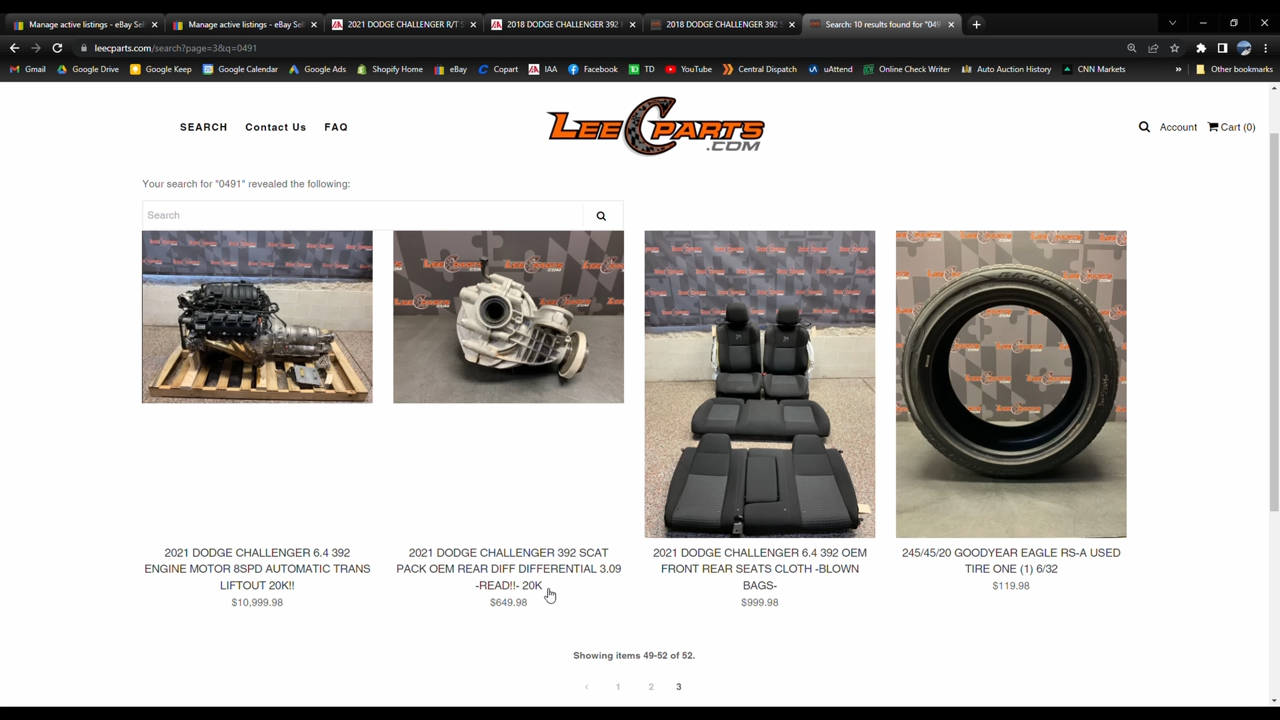 Manage active listings - eBay Sel
Manage active listings - eBay Sel
2021 DODGE CHALLENGER R/T S
2018 DODGE CHALLENGER 392
2018 DODGE CHALLENGER 392
Search: 10 results found for "049
leecparts.com/search?page=3&q=0491
Gmail
Google Drive
Google Keep
Google Calendar
Google Ads
Shopify Home
eBay
Copart
IAA
Facebook
TD
YouTube
Central Dispatch
uAttend
Online Check Writer
Auto Auction History
CNN Markets
»
Other bookmarks
SEARCH
Contact Us
FAQ
LEE C PARTS
.COM
Account
Cart (0)
Your search for "0491" revealed the following:
Search
2021 DODGE CHALLENGER 6.4 392
ENGINE MOTOR 8SPD AUTOMATIC TRANS
LIFTOUT 20K!!
$10,999.98
2021 DODGE CHALLENGER 392 SCAT
PACK OEM REAR DIFF DIFFERENTIAL 3.09
-READ!!- 20K
$649.98
2021 DODGE CHALLENGER 6.4 392 OEM
FRONT REAR SEATS CLOTH -BLOWN
BAGS-
$999.98
245/45/20 GOODYEAR EAGLE RS-A USED
TIRE ONE (1) 6/32
$119.98
Showing items 49-52 of 52.
< 1 2 3